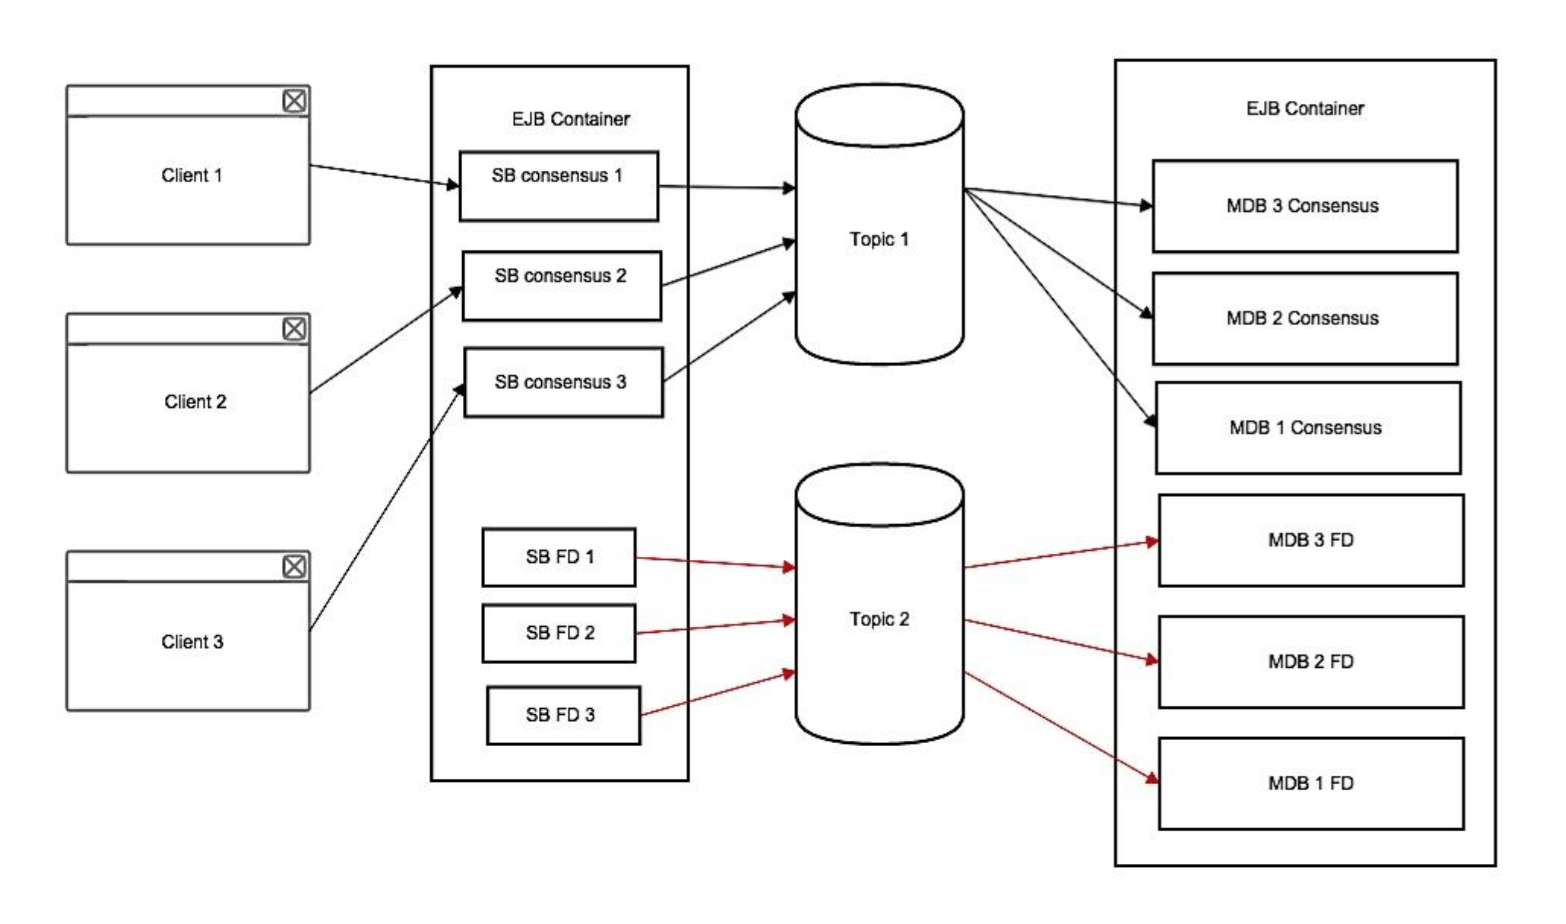 Client 1
Client 2
Client 3
EJB Container
SB consensus 1
SB consensus 2
SB consensus 3
SB FD 1
SB FD 2
SB FD 3
Topic 1
Topic 2
EJB Container
MDB 3 Consensus
MDB 2 Consensus
MDB 1 Consensus
MDB 3 FD
MDB 2 FD
MDB 1 FD